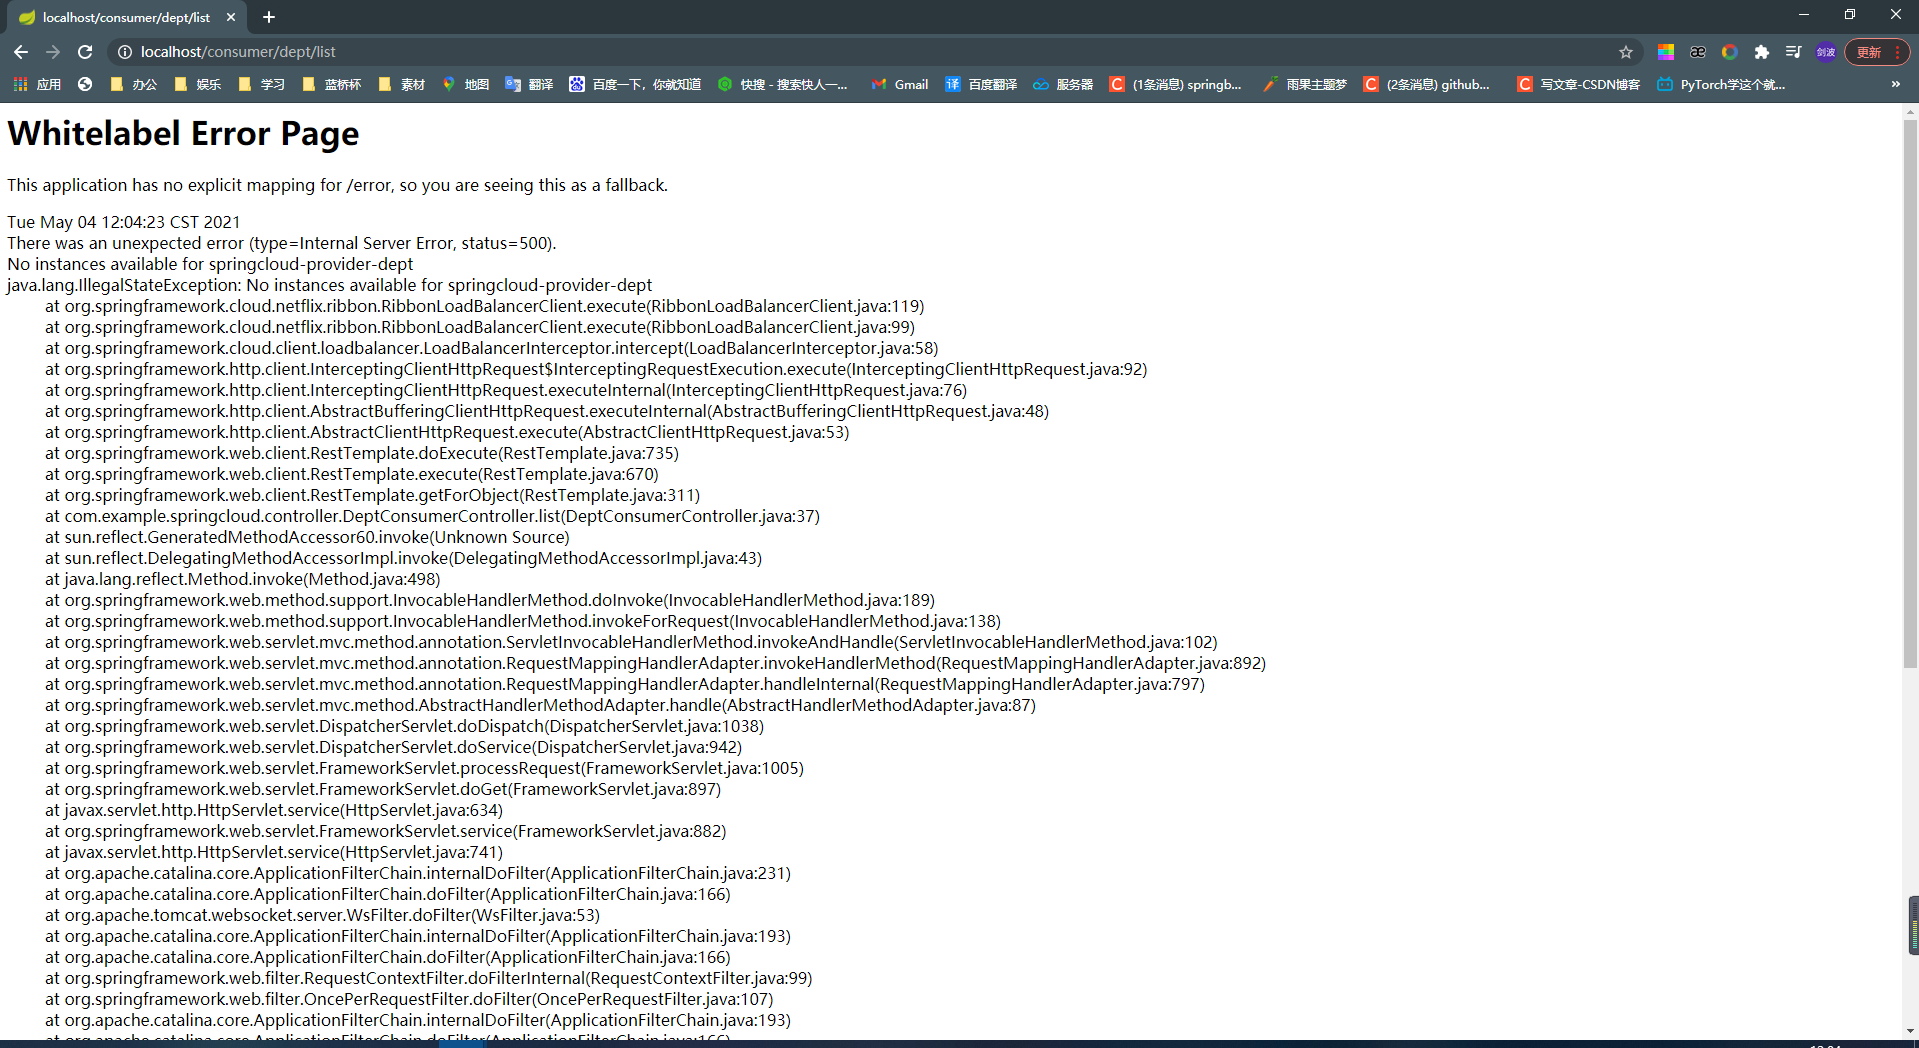 localhost/consumer/dept/list
localhost/consumer/dept/list
剑波
更新
应用
办公
娱乐
学习
蓝桥杯
素材
地图
翻译
百度一下，你就知道
快搜 - 搜索快人一...
Gmail
译 百度翻译
服务器
C (1条消息) springb...
雨果主题梦
C (2条消息) github...
C 写文章-CSDN博客
PyTorch学这个就...
»
Whitelabel Error Page
This application has no explicit mapping for /error, so you are seeing this as a fallback.
Tue May 04 12:04:23 CST 2021
There was an unexpected error (type=Internal Server Error, status=500).
No instances available for springcloud-provider-dept
java.lang.IllegalStateException: No instances available for springcloud-provider-dept
at org.springframework.cloud.netflix.ribbon.RibbonLoadBalancerClient.execute(RibbonLoadBalancerClient.java:119)
at org.springframework.cloud.netflix.ribbon.RibbonLoadBalancerClient.execute(RibbonLoadBalancerClient.java:99)
at org.springframework.cloud.client.loadbalancer.LoadBalancerInterceptor.intercept(LoadBalancerInterceptor.java:58)
at org.springframework.http.client.InterceptingClientHttpRequest$InterceptingRequestExecution.execute(InterceptingClientHttpRequest.java:92)
at org.springframework.http.client.InterceptingClientHttpRequest.executeInternal(InterceptingClientHttpRequest.java:76)
at org.springframework.http.client.AbstractBufferingClientHttpRequest.executeInternal(AbstractBufferingClientHttpRequest.java:48)
at org.springframework.http.client.AbstractClientHttpRequest.execute(AbstractClientHttpRequest.java:53)
at org.springframework.web.client.RestTemplate.doExecute(RestTemplate.java:735)
at org.springframework.web.client.RestTemplate.execute(RestTemplate.java:670)
at org.springframework.web.client.RestTemplate.getForObject(RestTemplate.java:311)
at com.example.springcloud.controller.DeptConsumerController.list(DeptConsumerController.java:37)
at sun.reflect.GeneratedMethodAccessor60.invoke(Unknown Source)
at sun.reflect.DelegatingMethodAccessorImpl.invoke(DelegatingMethodAccessorImpl.java:43)
at java.lang.reflect.Method.invoke(Method.java:498)
at org.springframework.web.method.support.InvocableHandlerMethod.doInvoke(InvocableHandlerMethod.java:189)
at org.springframework.web.method.support.InvocableHandlerMethod.invokeForRequest(InvocableHandlerMethod.java:138)
at org.springframework.web.servlet.mvc.method.annotation.ServletInvocableHandlerMethod.invokeAndHandle(ServletInvocableHandlerMethod.java:102)
at org.springframework.web.servlet.mvc.method.annotation.RequestMappingHandlerAdapter.invokeHandlerMethod(RequestMappingHandlerAdapter.java:892)
at org.springframework.web.servlet.mvc.method.annotation.RequestMappingHandlerAdapter.handleInternal(RequestMappingHandlerAdapter.java:797)
at org.springframework.web.servlet.mvc.method.AbstractHandlerMethodAdapter.handle(AbstractHandlerMethodAdapter.java:87)
at org.springframework.web.servlet.DispatcherServlet.doDispatch(DispatcherServlet.java:1038)
at org.springframework.web.servlet.DispatcherServlet.doService(DispatcherServlet.java:942)
at org.springframework.web.servlet.FrameworkServlet.processRequest(FrameworkServlet.java:1005)
at org.springframework.web.servlet.FrameworkServlet.doGet(FrameworkServlet.java:897)
at javax.servlet.http.HttpServlet.service(HttpServlet.java:634)
at org.springframework.web.servlet.FrameworkServlet.service(FrameworkServlet.java:882)
at javax.servlet.http.HttpServlet.service(HttpServlet.java:741)
at org.apache.catalina.core.ApplicationFilterChain.internalDoFilter(ApplicationFilterChain.java:231)
at org.apache.catalina.core.ApplicationFilterChain.doFilter(ApplicationFilterChain.java:166)
at org.apache.tomcat.websocket.server.WsFilter.doFilter(WsFilter.java:53)
at org.apache.catalina.core.ApplicationFilterChain.internalDoFilter(ApplicationFilterChain.java:193)
at org.apache.catalina.core.ApplicationFilterChain.doFilter(ApplicationFilterChain.java:166)
at org.springframework.web.filter.RequestContextFilter.doFilterInternal(RequestContextFilter.java:99)
at org.springframework.web.filter.OncePerRequestFilter.doFilter(OncePerRequestFilter.java:107)
at org.apache.catalina.core.ApplicationFilterChain.internalDoFilter(ApplicationFilterChain.java:193)
at org.apache.catalina.core.ApplicationFilterChain.doFilter(ApplicationFilterChain.java:166)